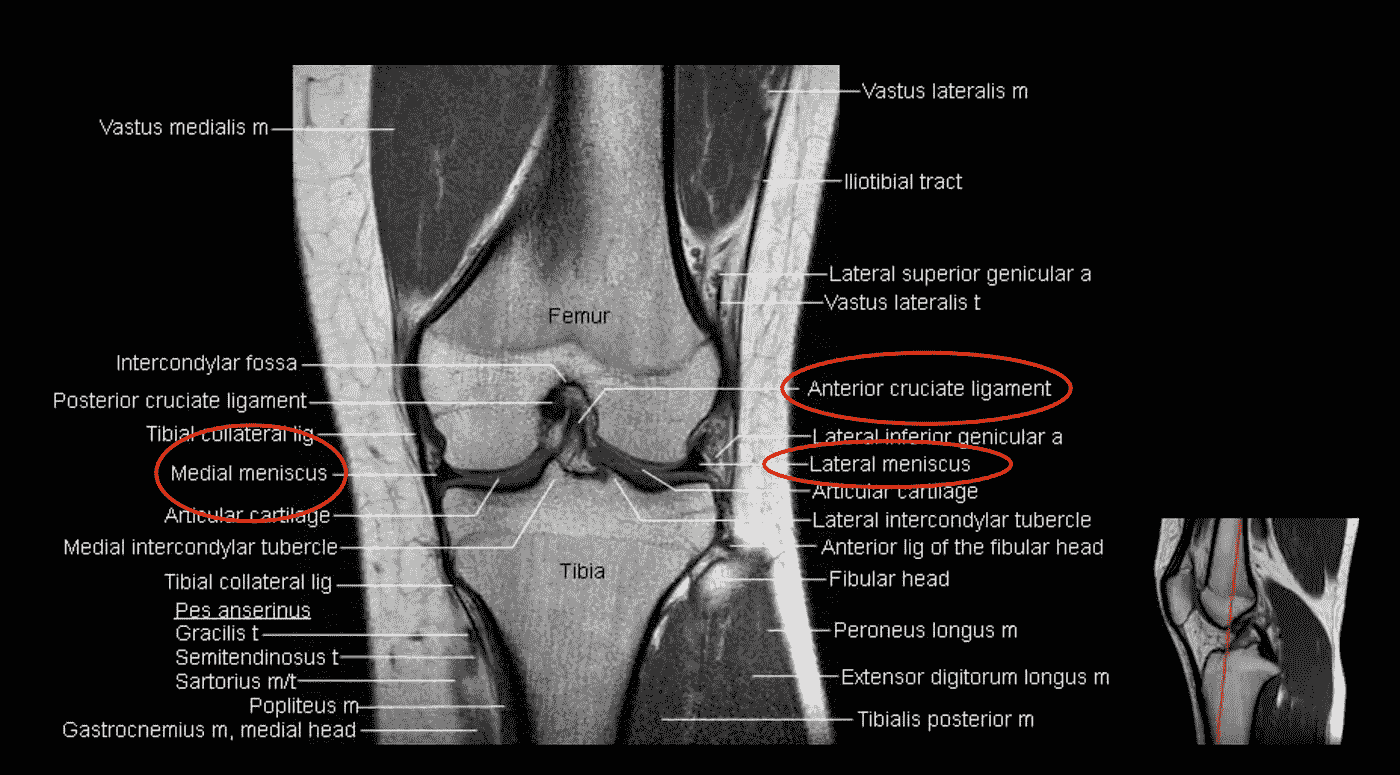 Vastus medialis m
Intercondylar fossa
Posterior cruciate ligament
Tibial collateral lig
Medial meniscus
Articular cartilage
Medial intercondylar tubercle
Tibial collateral lig
Pes anserinus
Gracilis t
Semitendinosus t
Sartorius m/t
Popliteus m
Gastrocnemius m, medial head
Femur
Tibia
Vastus lateralis m
Iliotibial tract
Lateral superior genicular a
Vastus lateralis t
Anterior cruciate ligament
Lateral inferior genicular a
Lateral meniscus
Articular cartilage
Lateral intercondylar tubercle
Anterior lig of the fibular head
Fibular head
Peroneus longus m
Extensor digitorum longus m
Tibialis posterior m